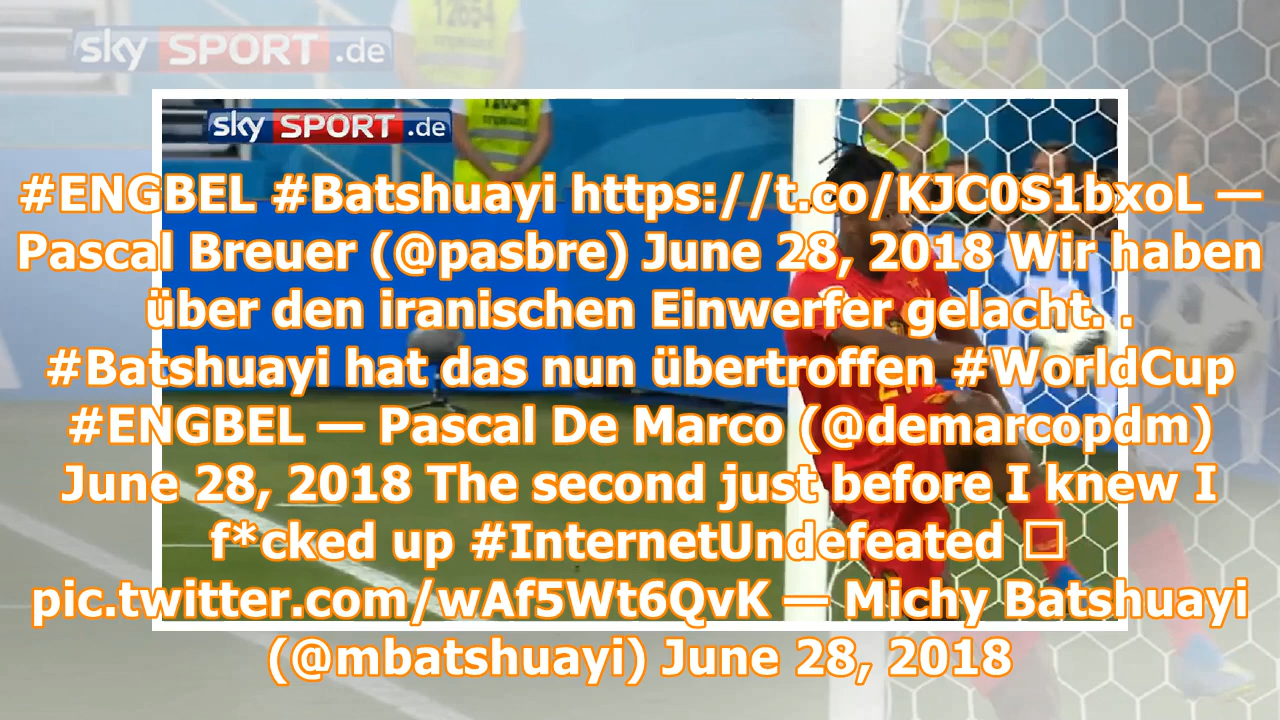 12654
sky SPORT .de
sky SPORT .de
#ENGBEL #Batshuayi https://t.co/KJC0S1bxoL —
Pascal Breuer (@pasbre) June 28, 2018 Wir haben
über den iranischen Einwerfer gelacht. .
#Batshuayi hat das nun übertroffen #WorldCup
#ENGBEL — Pascal De Marco (@demarcopdm)
June 28, 2018 The second just before I knew I
f*cked up #InternetUndefeated □
pic.twitter.com/wAf5Wt6QvK — Michy Batshuayi
(@mbatshuayi) June 28, 2018